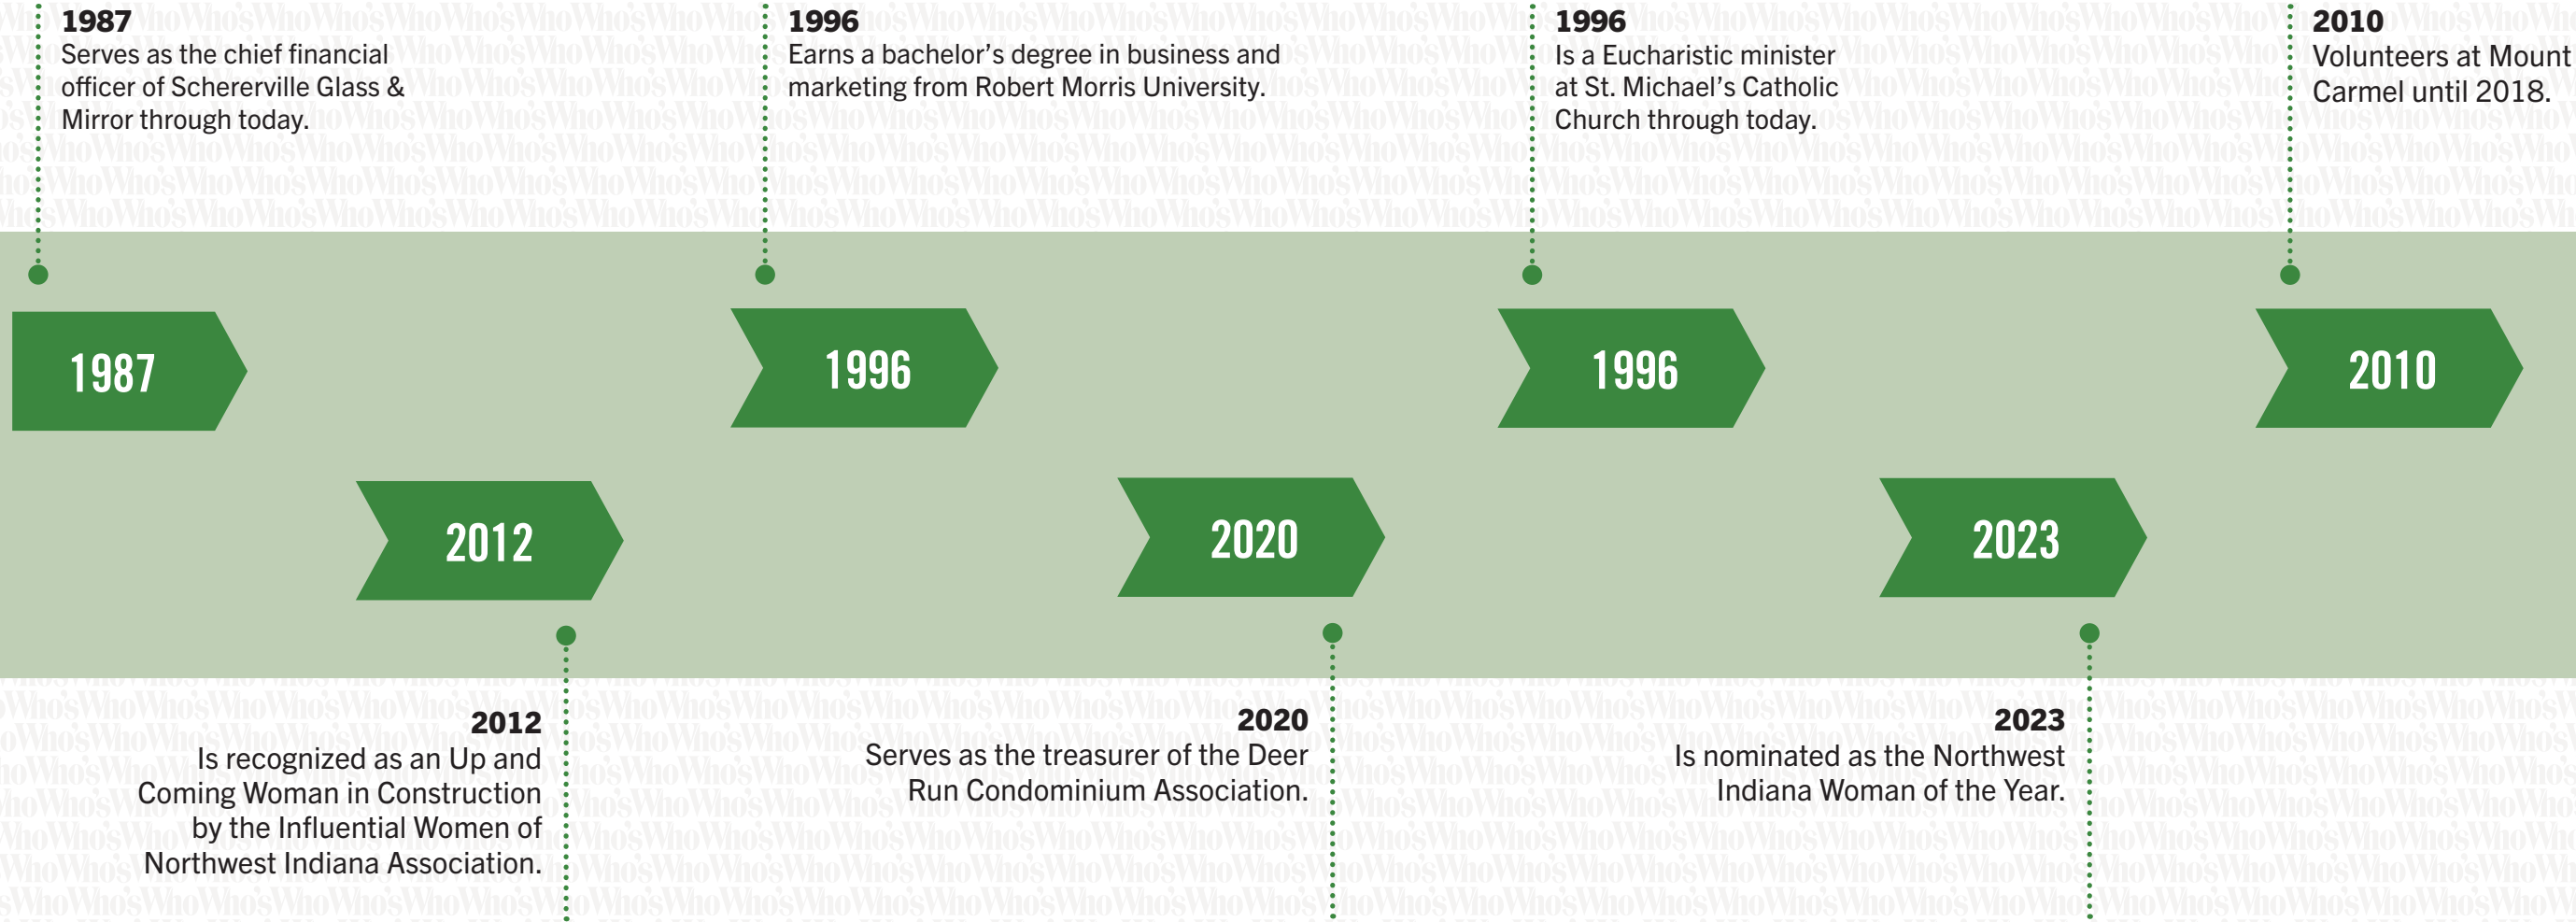 1987
Serves as the chief financial
officer of Schererville Glass &
Mirror through today.
1996
Earns a bachelor’s degree in business and
marketing from Robert Morris University.
1996
Is a Eucharistic minister
at St. Michael’s Catholic
Church through today.
2010
Volunteers at Mount
Carmel until 2018.
1987
1996
1996
2010
2012
2020
2023
2012
Is recognized as an Up and
Coming Woman in Construction
by the Influential Women of
Northwest Indiana Association.
2020
Serves as the treasurer of the Deer
Run Condominium Association.
2023
Is nominated as the Northwest
Indiana Woman of the Year.